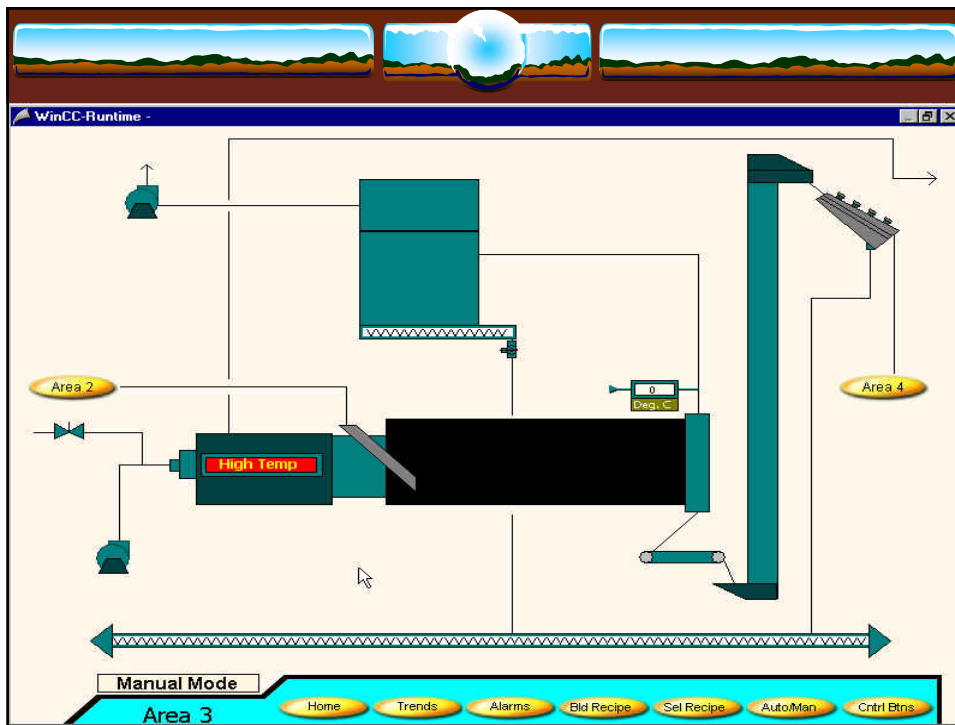 WinCC-Runtime -
Area 2
0
Deg. C
Area 4
High Temp
Manual Mode
Area 3
Home
Trends
Alarms
Bld Recipe
Sel Recipe
Auto/Man
Cntrl Btns